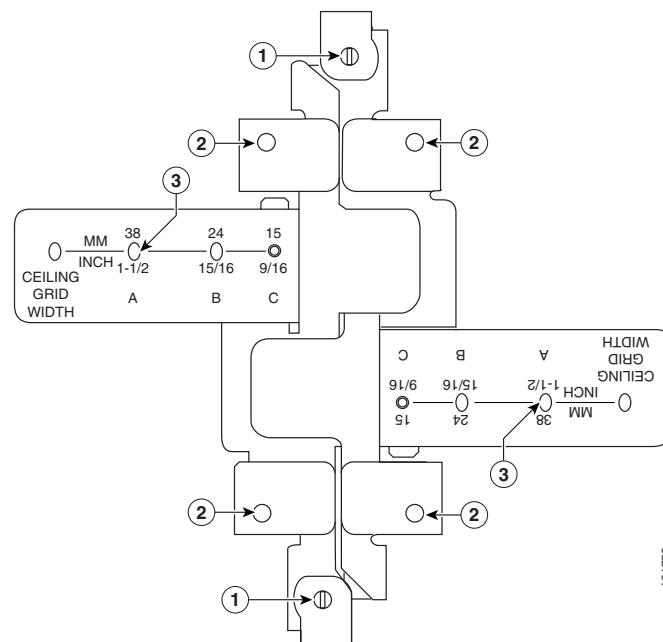 1
2
2
3
38
24
15
MM
INCH
1-1/2
15/16
9/16
CEILING
GRID
WIDTH
A
B
C
CEILING
GRID
WIDTH
C
B
A
9/16
15/16
1-1/2
INCH
MM
15
24
38
3
2
2
1